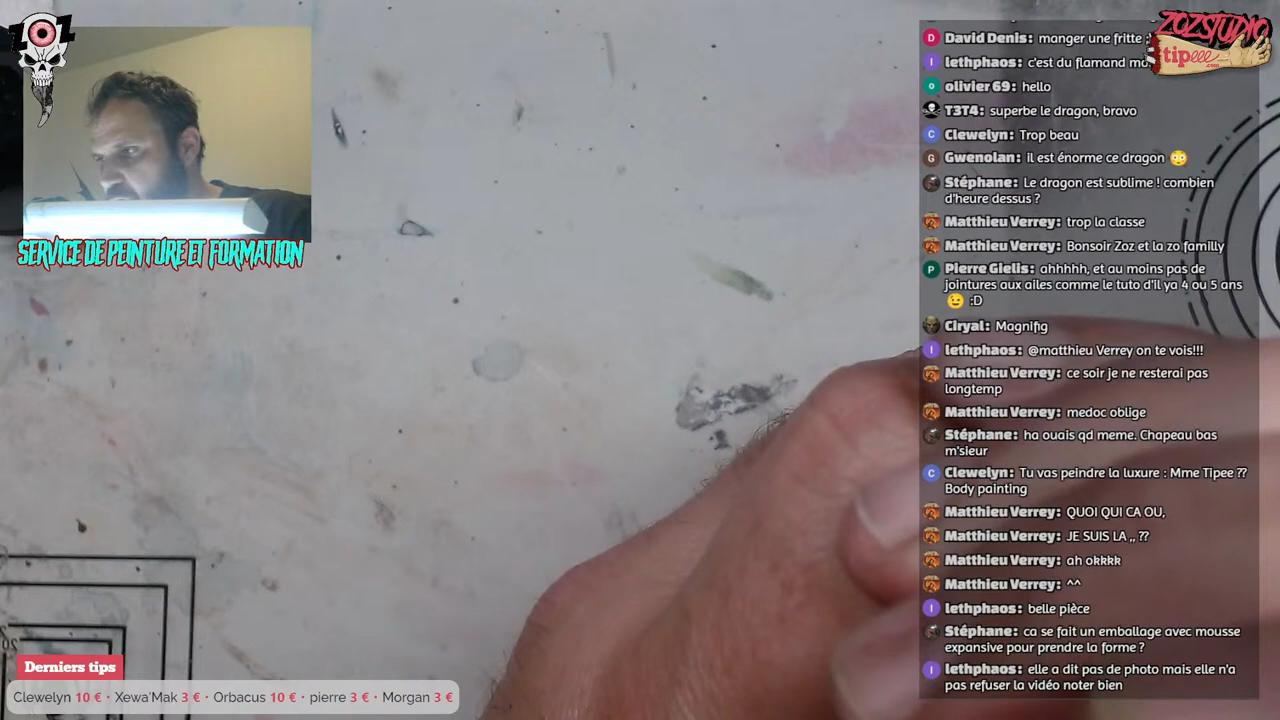 ZOZ
SERVICE DE PEINTURE ET FORMATION
ZOZSTUDIO
tipeee.com
David Denis: manger une fritte :
lethphaos: c'est du flamand
olivier 69: hello
T3T4: superbe le dragon, bravo
Clewelyn: Trop beau
Gwenolan: il est énorme ce dragon 😳
Stéphane: Le dragon est sublime ! combien
d'heure dessus ?
Matthieu Verrey: trop la classe
Matthieu Verrey: Bonsoir Zoz et la zo familly
Pierre Gielis: ahhhhh, et au moins pas de
jointures aux ailes comme le tuto d'il ya 4 ou 5 ans
😉 :D
Ciryal: Magnifig
lethphaos: @matthieu Verrey on te vois!!!
Matthieu Verrey: ce soir je ne resterai pas
longtemp
Matthieu Verrey: medoc oblige
Stéphane: ha ouais qd meme. Chapeau bas
m'sieur
Clewelyn: Tu vas peindre la luxure : Mme Tipee ??
Body painting
Matthieu Verrey: QUOI QUI CA OU,
Matthieu Verrey: JE SUIS LA ,, ??
Matthieu Verrey: ah okkkk
Matthieu Verrey: ^^
lethphaos: belle pièce
Stéphane: ca se fait un emballage avec mousse
expansive pour prendre la forme ?
lethphaos: elle a dit pas de photo mais elle n'a
pas refuser la vidéo noter bien
Derniers tips
Clewelyn 10 € · Xewa'Mak 3 € · Orbacus 10 € · pierre 3 € · Morgan 3 €